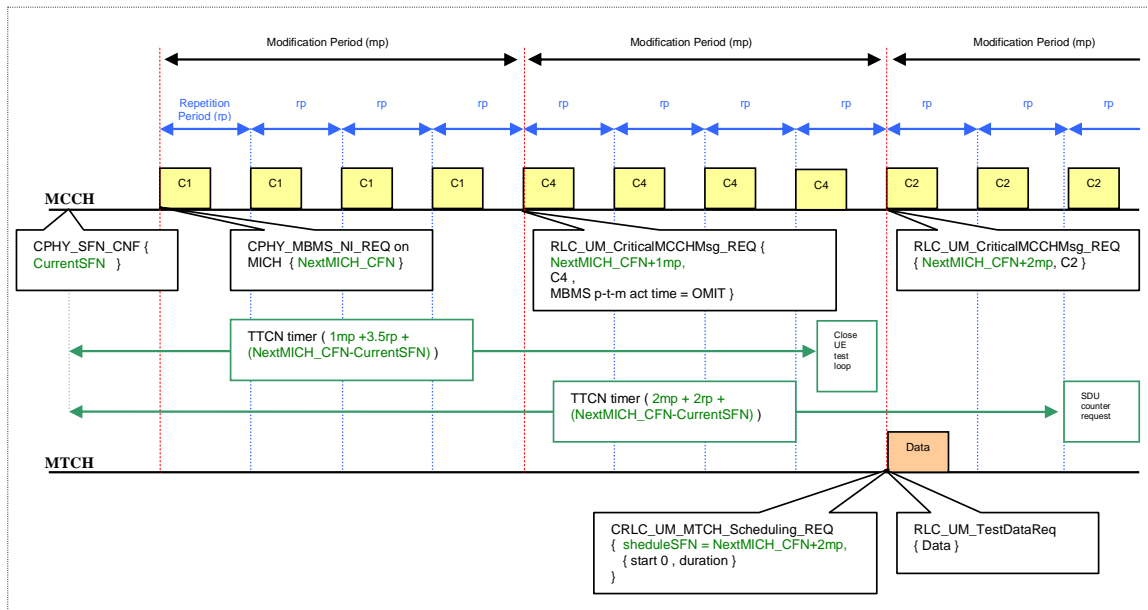 Modification Period (mp)
Modification Period (mp)
Modification Period (mp)
Repetition
Period (rp)
rp
rp
rp
rp
rp
rp
rp
rp
rp
rp
C1
C1
C1
C1
C4
C4
C4
C4
C2
C2
C2
MCCH
CPHY_SFN_CNF {
CurrentSFN }
CPHY_MBMS_NI_REQ on
MICH { NextMICH_CFN }
RLC_UM_CriticalMCCHMsg_REQ {
NextMICH_CFN+1mp,
C4 ,
MBMS p-t-m act time = OMIT }
RLC_UM_CriticalMCCHMsg_REQ
{ NextMICH_CFN+2mp, C2 }
TTCN timer ( 1mp +3.5rp +
(NextMICH_CFN-CurrentSFN) )
Close
UE
test
loop
TTCN timer ( 2mp + 2rp +
(NextMICH_CFN-CurrentSFN) )
SDU
counter
request
Data
MTCH
CRLC_UM_MTCH_Scheduling_REQ
{ sheduleSFN = NextMICH_CFN+2mp,
{ start 0 , duration }
}
RLC_UM_TestDataReq
{ Data }